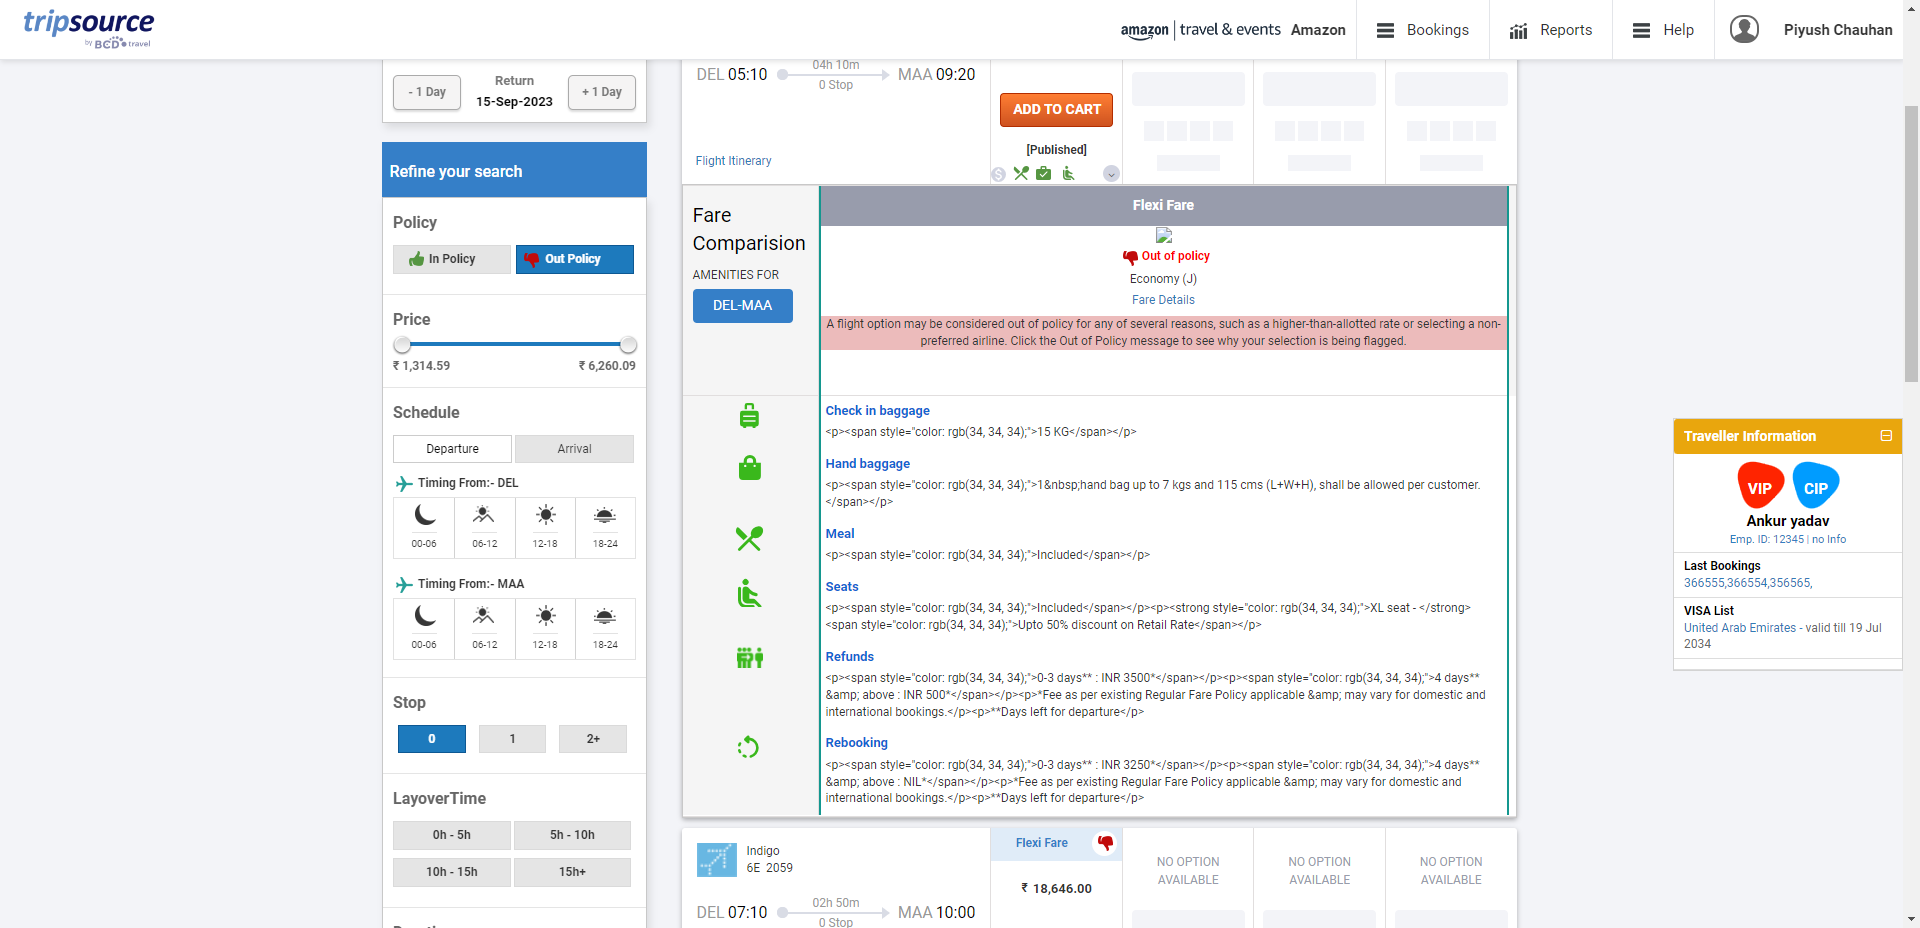 tripsource
by BCD travel
amazon | travel & events Amazon
Bookings
Reports
Help
Piyush Chauhan
- 1 Day
Return
15-Sep-2023
+ 1 Day
Refine your search
Policy
In Policy
Out Policy
Price
₹ 1,314.59
₹ 6,260.09
Schedule
Departure
Arrival
Timing From:- DEL
00-06
06-12
12-18
18-24
Timing From:- MAA
00-06
06-12
12-18
18-24
Stop
0
1
2+
LayoverTime
0h - 5h
5h - 10h
10h - 15h
15h+
DEL 05:10
04h 10m
0 Stop
MAA 09:20
Flight Itinerary
ADD TO CART
[Published]
Fare
Comparision
AMENITIES FOR
DEL-MAA
Flexi Fare
Out of policy
Economy (J)
Fare Details
A flight option may be considered out of policy for any of several reasons, such as a higher-than-allotted rate or selecting a non-
preferred airline. Click the Out of Policy message to see why your selection is being flagged.
Check in baggage
<p><span style="color: rgb(34, 34, 34);">15 KG</span></p>
Hand baggage
<p><span style="color: rgb(34, 34, 34);">1&nbsp;hand bag up to 7 kgs and 115 cms (L+W+H), shall be allowed per customer.
</span></p>
Meal
<p><span style="color: rgb(34, 34, 34);">Included</span></p>
Seats
<p><span style="color: rgb(34, 34, 34);">Included</span></p><p><strong style="color: rgb(34, 34, 34);">XL seat - </strong>
<span style="color: rgb(34, 34, 34);">Upto 50% discount on Retail Rate</span></p>
Refunds
<p><span style="color: rgb(34, 34, 34);">0-3 days** : INR 3500*</span></p><p><span style="color: rgb(34, 34, 34);">4 days**
&amp; above : INR 500*</span></p><p>*Fee as per existing Regular Fare Policy applicable &amp; may vary for domestic and
international bookings.</p><p>**Days left for departure</p>
Rebooking
<p><span style="color: rgb(34, 34, 34);">0-3 days** : INR 3250*</span></p><p><span style="color: rgb(34, 34, 34);">4 days**
&amp; above : NIL*</span></p><p>*Fee as per existing Regular Fare Policy applicable &amp; may vary for domestic and
international bookings.</p><p>**Days left for departure</p>
Indigo
6E 2059
DEL 07:10
02h 50m
0 Stop
MAA 10:00
Flexi Fare
₹ 18,646.00
NO OPTION
AVAILABLE
NO OPTION
AVAILABLE
NO OPTION
AVAILABLE
Traveller Information
VIP
CIP
Ankur yadav
Emp. ID: 12345 | no Info
Last Bookings
366555,366554,356565,
VISA List
United Arab Emirates - valid till 19 Jul
2034